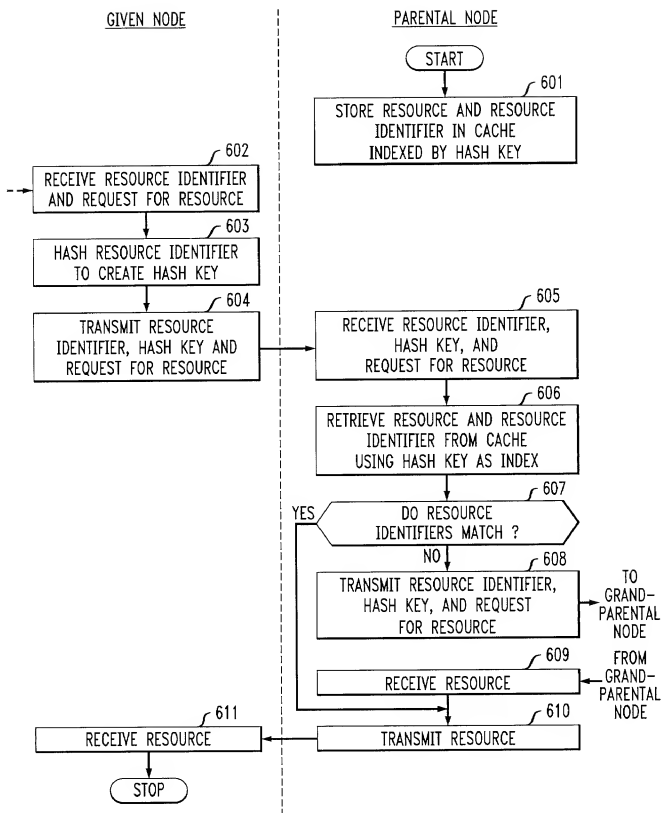 GIVEN NODE
PARENTAL NODE
START
601
STORE RESOURCE AND RESOURCE
IDENTIFIER IN CACHE
INDEXED BY HASH KEY
602
RECEIVE RESOURCE IDENTIFIER
AND REQUEST FOR RESOURCE
603
HASH RESOURCE IDENTIFIER
TO CREATE HASH KEY
604
TRANSMIT RESOURCE
IDENTIFIER, HASH KEY AND
REQUEST FOR RESOURCE
605
RECEIVE RESOURCE IDENTIFIER,
HASH KEY, AND
REQUEST FOR RESOURCE
606
RETRIEVE RESOURCE AND RESOURCE
IDENTIFIER FROM CACHE
USING HASH KEY AS INDEX
607
DO RESOURCE
IDENTIFIERS MATCH ?
YES
NO
608
TRANSMIT RESOURCE IDENTIFIER,
HASH KEY, AND REQUEST
FOR RESOURCE
TO
GRAND-
PARENTAL
NODE
609
RECEIVE RESOURCE
FROM
GRAND-
PARENTAL
NODE
610
TRANSMIT RESOURCE
611
RECEIVE RESOURCE
STOP